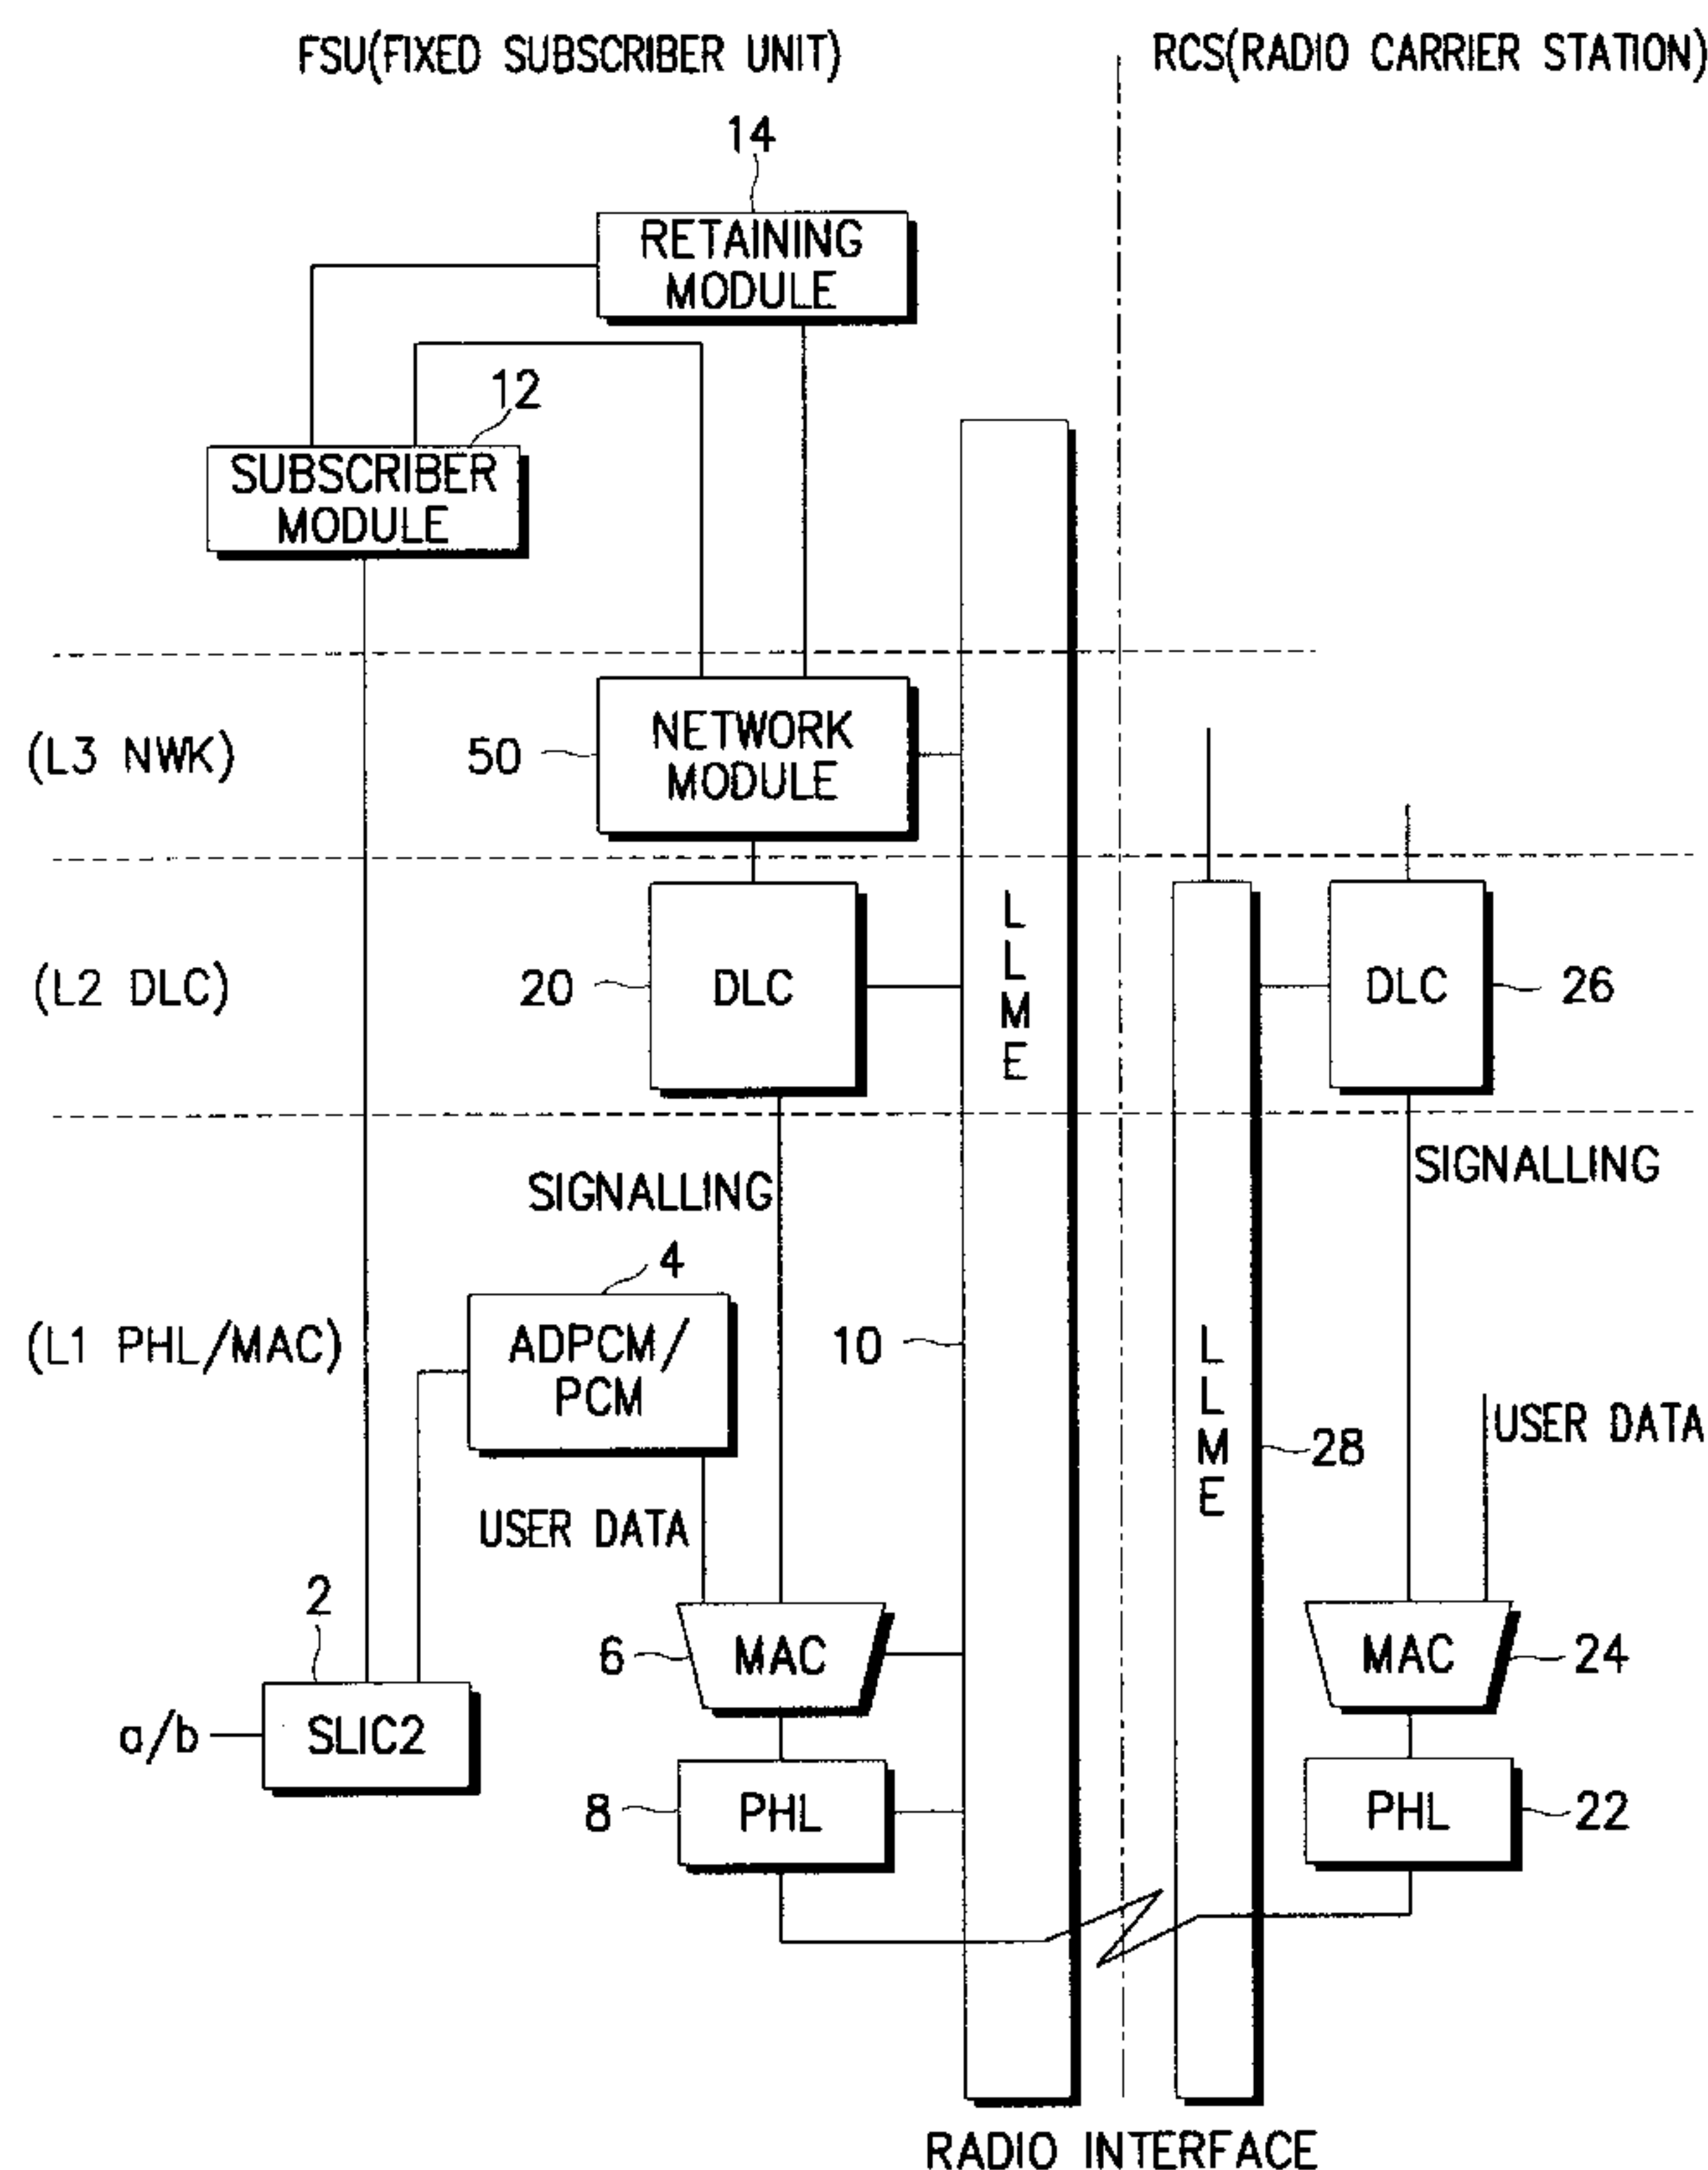 FSU(FIXED SUBSCRIBER UNIT)
RCS(RADIO CARRIER STATION)
14
RETAINING
MODULE
12
SUBSCRIBER
MODULE
(L3 NWK)
50
NETWORK
MODULE
(L2 DLC)
20
DLC
L
L
M
E
DLC
26
SIGNALLING
SIGNALLING
4
(L1 PHL/MAC)
ADPCM/
PCM
10
L
L
M
E
28
USER DATA
USER DATA
2
6
MAC
MAC
24
a/b
SLIC2
8
PHL
PHL
22
RADIO INTERFACE